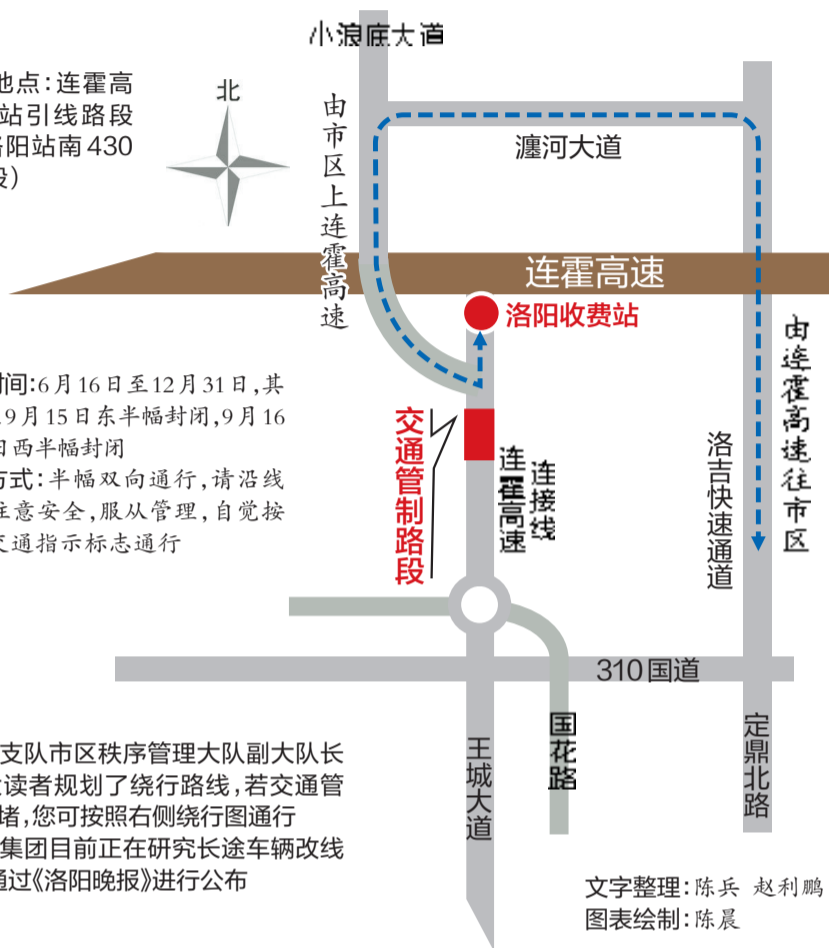 小浪底大道
地点:连霍高
站引线路段
洛阳站南430
段)
北
由市区上连霍高速
瀍河大道
连霍高速
洛阳收费站
由连霍高速往市区
时间:6月16日至12月31日,其
9月15日东半幅封闭,9月16
日西半幅封闭
方式:半幅双向通行,请沿线
注意安全,服从管理,自觉按
交通指示标志通行
交通管制路段
连霍高速
连接线
洛吉快速通道
310国道
王城大道
国花路
定鼎北路
支队市区秩序管理大队副大队长
读者规划了绕行路线,若交通管
堵,您可按照右侧绕行图通行
集团目前正在研究长途车辆改线
通过《洛阳晚报》进行公布
文字整理:陈兵 赵利鹏
图表绘制:陈晨